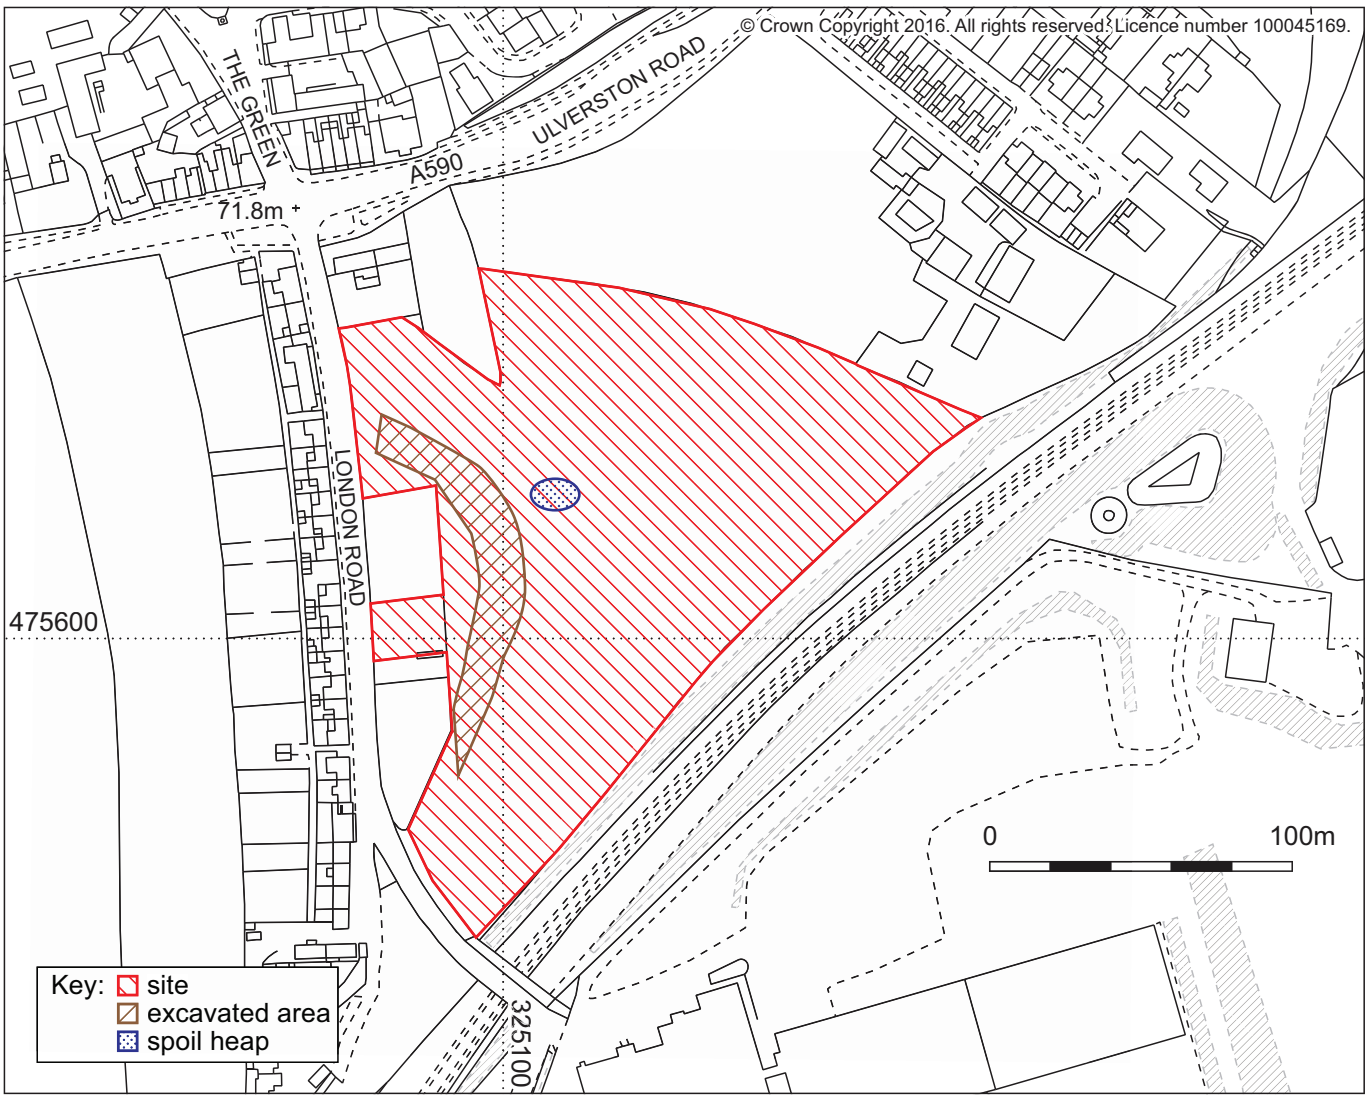 © Crown Copyright 2016. All rights reserved. Licence number 100045169.
THE GREEN
ULVERSTON ROAD
A590
71.8m
LONDON ROAD
475600
0 100m
Key:
site
excavated area
spoil heap
325100